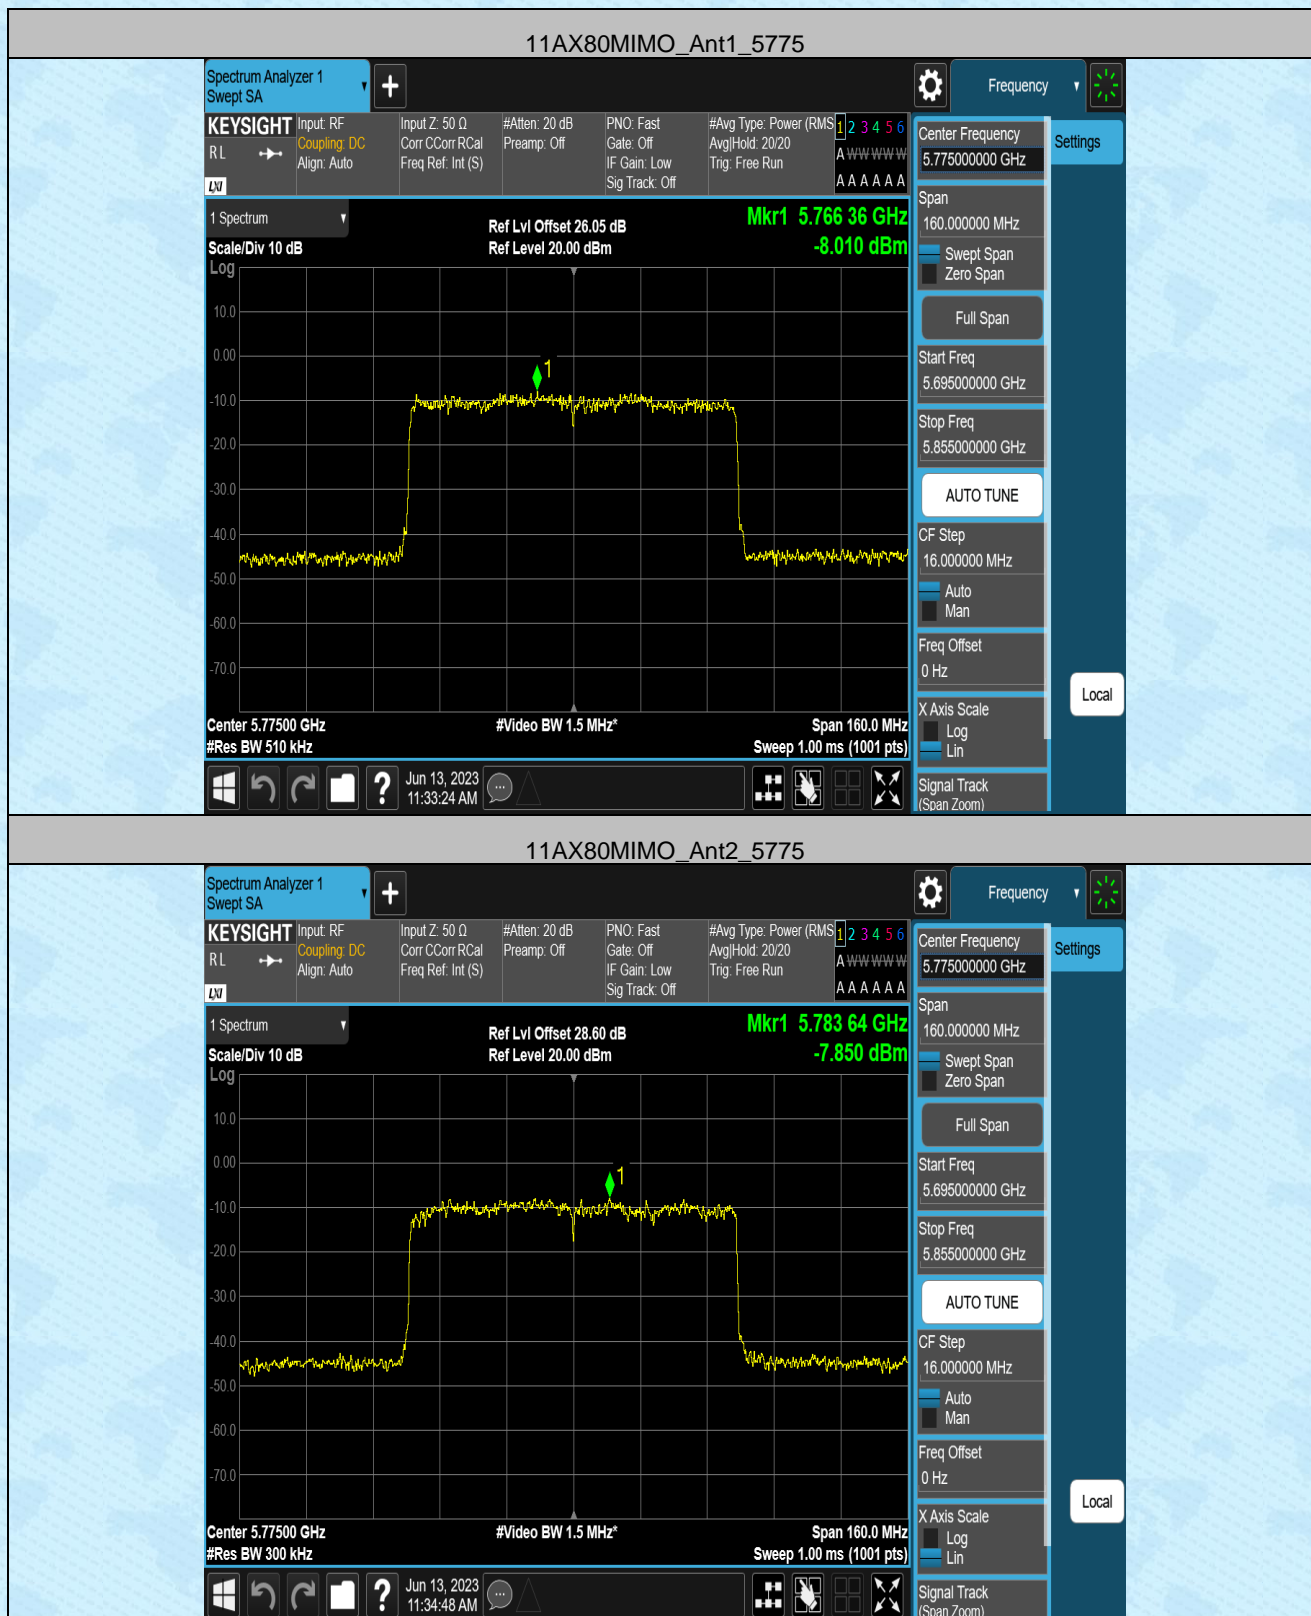 11AX80MIMO_Ant1_5775
Spectrum Analyzer 1
Swept SA
+
Frequency
KEYSIGHT
R L
LXI
Input: RF
Coupling: DC
Align: Auto
Input Z: 50 Ω
Corr CCorr RCal
Freq Ref: Int (S)
#Atten: 20 dB
Preamp: Off
PNO: Fast
Gate: Off
IF Gain: Low
Sig Track: Off
#Avg Type: Power (RMS
Avg|Hold: 20/20
Trig: Free Run
1 2 3 4 5 6
A W W W W W
A A A A A A
Center Frequency
5.775000000 GHz
Settings
1 Spectrum
Scale/Div 10 dB
Log
Ref Lvl Offset 26.05 dB
Ref Level 20.00 dBm
Mkr1 5.766 36 GHz
-8.010 dBm
Span
160.000000 MHz
Swept Span
Zero Span
Full Span
Start Freq
5.695000000 GHz
Stop Freq
5.855000000 GHz
AUTO TUNE
CF Step
16.000000 MHz
Auto
Man
Freq Offset
0 Hz
X Axis Scale
Log
Lin
Signal Track
(Span Zoom)
Local
10.0
0.00
-10.0
-20.0
-30.0
-40.0
-50.0
-60.0
-70.0
1
Center 5.77500 GHz
#Res BW 510 kHz
#Video BW 1.5 MHz*
Span 160.0 MHz
Sweep 1.00 ms (1001 pts)
?
Jun 13, 2023
11:33:24 AM
11AX80MIMO_Ant2_5775
Spectrum Analyzer 1
Swept SA
+
Frequency
KEYSIGHT
R L
LXI
Input: RF
Coupling: DC
Align: Auto
Input Z: 50 Ω
Corr CCorr RCal
Freq Ref: Int (S)
#Atten: 20 dB
Preamp: Off
PNO: Fast
Gate: Off
IF Gain: Low
Sig Track: Off
#Avg Type: Power (RMS
Avg|Hold: 20/20
Trig: Free Run
1 2 3 4 5 6
A W W W W W
A A A A A A
Center Frequency
5.775000000 GHz
Settings
1 Spectrum
Scale/Div 10 dB
Log
Ref Lvl Offset 28.60 dB
Ref Level 20.00 dBm
Mkr1 5.783 64 GHz
-7.850 dBm
Span
160.000000 MHz
Swept Span
Zero Span
Full Span
Start Freq
5.695000000 GHz
Stop Freq
5.855000000 GHz
AUTO TUNE
CF Step
16.000000 MHz
Auto
Man
Freq Offset
0 Hz
X Axis Scale
Log
Lin
Signal Track
(Span Zoom)
Local
10.0
0.00
-10.0
-20.0
-30.0
-40.0
-50.0
-60.0
-70.0
1
Center 5.77500 GHz
#Res BW 300 kHz
#Video BW 1.5 MHz*
Span 160.0 MHz
Sweep 1.00 ms (1001 pts)
?
Jun 13, 2023
11:34:48 AM